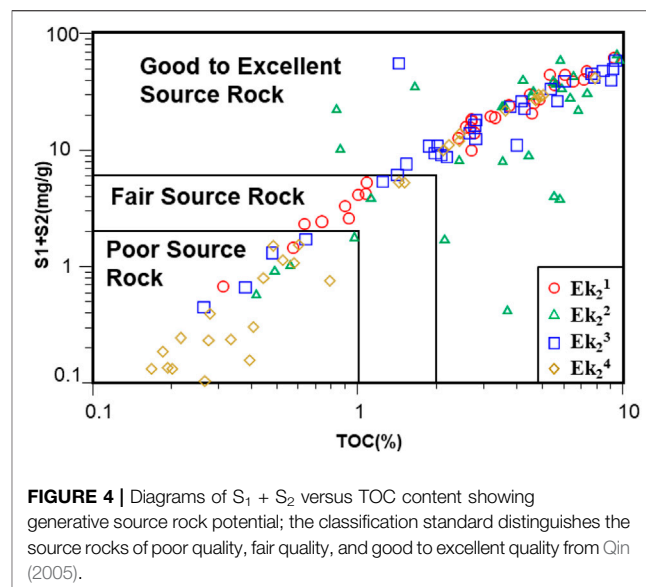 100
10
1
0.1
S1+S2(mg/g)
Good to Excellent
Source Rock
Fair Source Rock
Poor Source
Rock
Ek₂¹
Ek₂²
Ek₂³
Ek₂⁴
0.1
1
10
TOC(%)
FIGURE 4 | Diagrams of S₁ + S₂ versus TOC content showing
generative source rock potential; the classification standard distinguishes the
source rocks of poor quality, fair quality, and good to excellent quality from Qin
(2005).